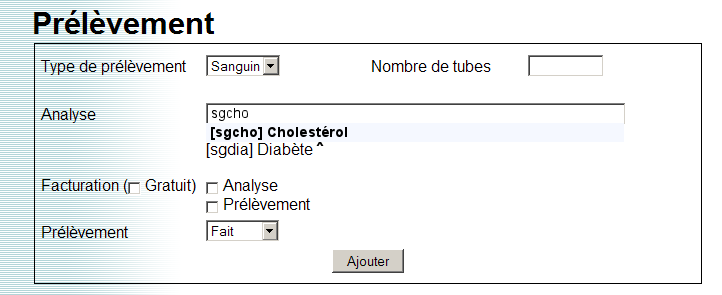 Prélèvement
Type de prélèvement Sanguin Nombre de tubes
Analyse sgcho
[sgcho] Cholestérol
[sgdia] Diabète ^
Facturation ( Gratuit) Analyse
Prélèvement
Prélèvement Fait
Ajouter